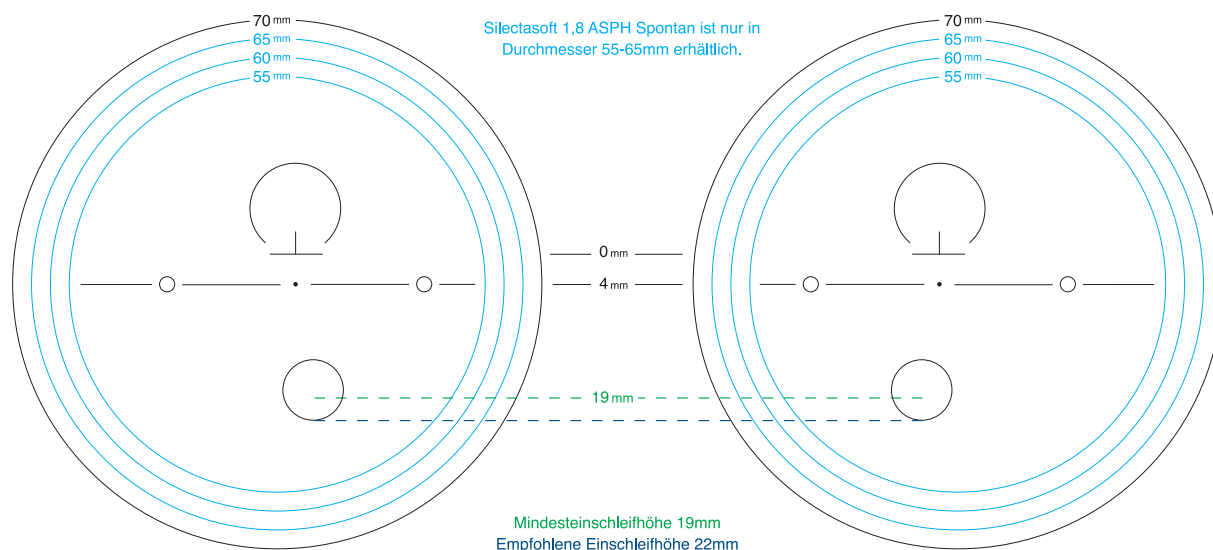 70 mm
65 mm
60 mm
55 mm
Silectasoft 1,8 ASPH Spontan ist nur in
Durchmesser 55-65mm erhältlich.
70 mm
65 mm
60 mm
55 mm
0 mm
4 mm
19 mm
Mindesteinschleifhöhe 19mm
Empfohlene Einschleifhöhe 22mm